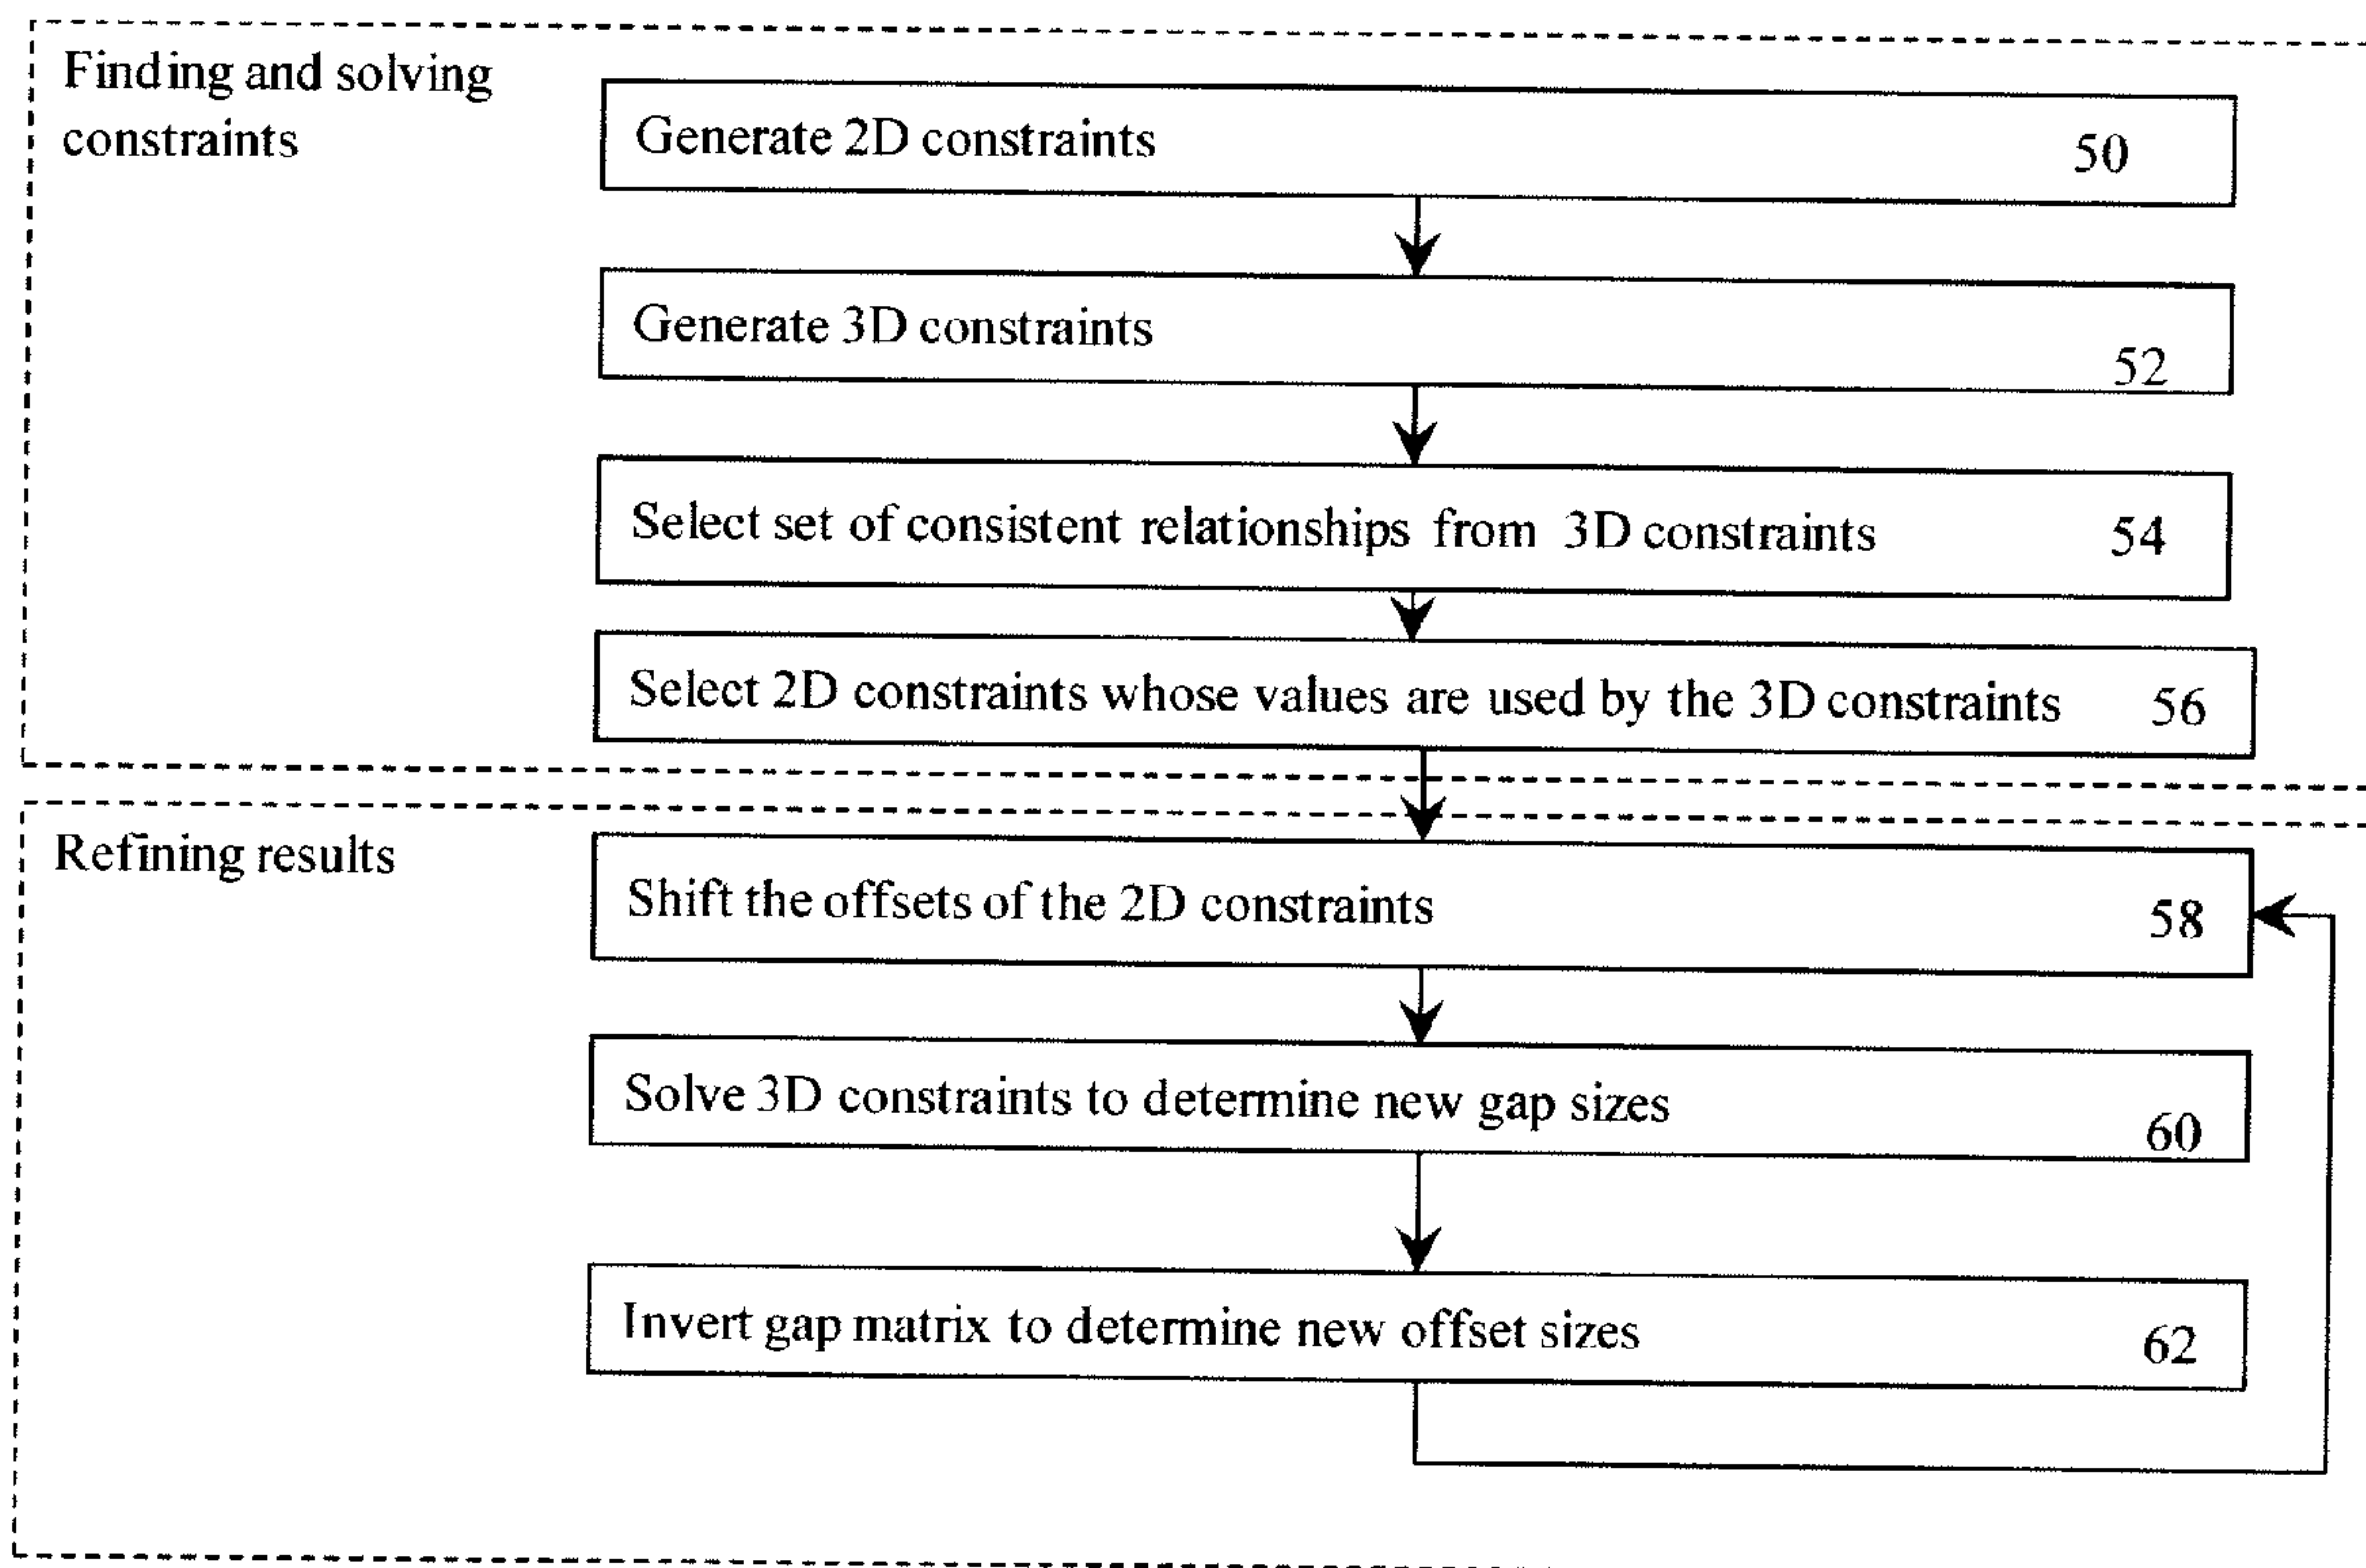 Finding and solving
constraints
Generate 2D constraints 50
Generate 3D constraints 52
Select set of consistent relationships from 3D constraints 54
Select 2D constraints whose values are used by the 3D constraints 56
Refining results
Shift the offsets of the 2D constraints 58
Solve 3D constraints to determine new gap sizes 60
Invert gap matrix to determine new offset sizes 62